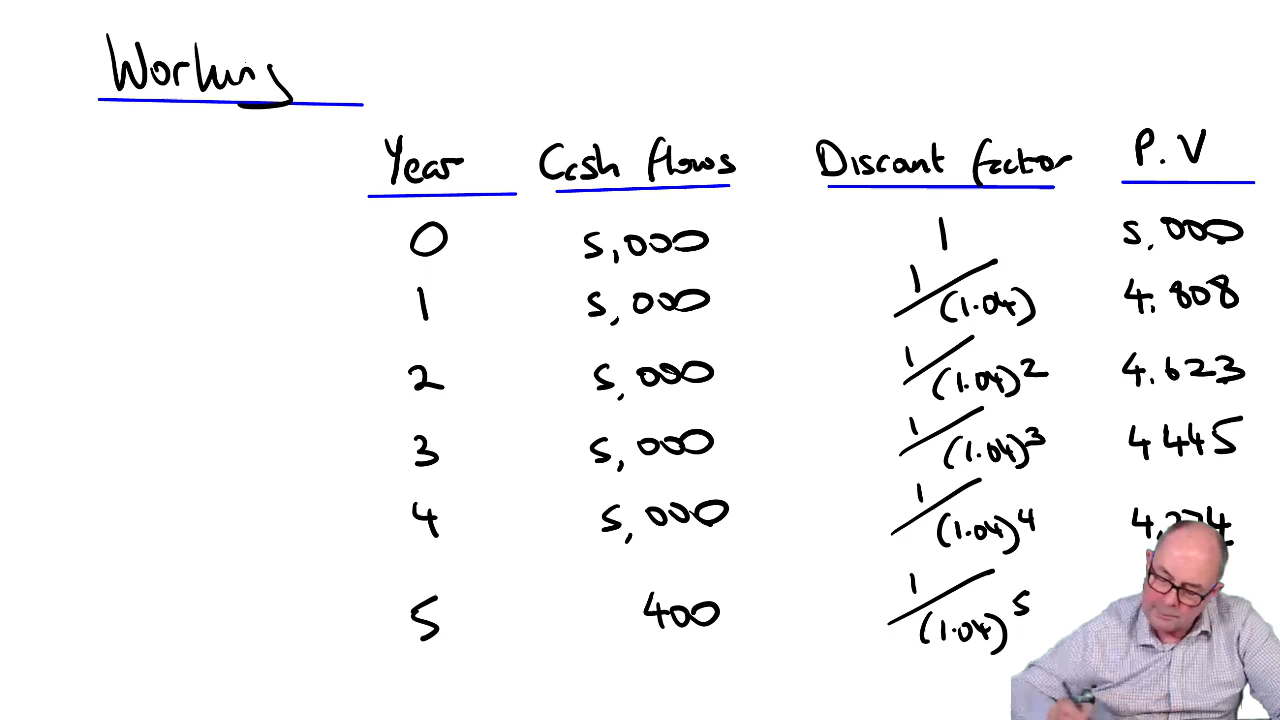 Working
Year Cash flows Discount factor P.V
0 5,000 1 5,000
1 5,000 1/(1.04) 4,808
2 5,000 1/(1.04)^2 4,623
3 5,000 1/(1.04)^3 4 445
4 5,000 1/(1.04)^4
5 400 1/(1.04)^5